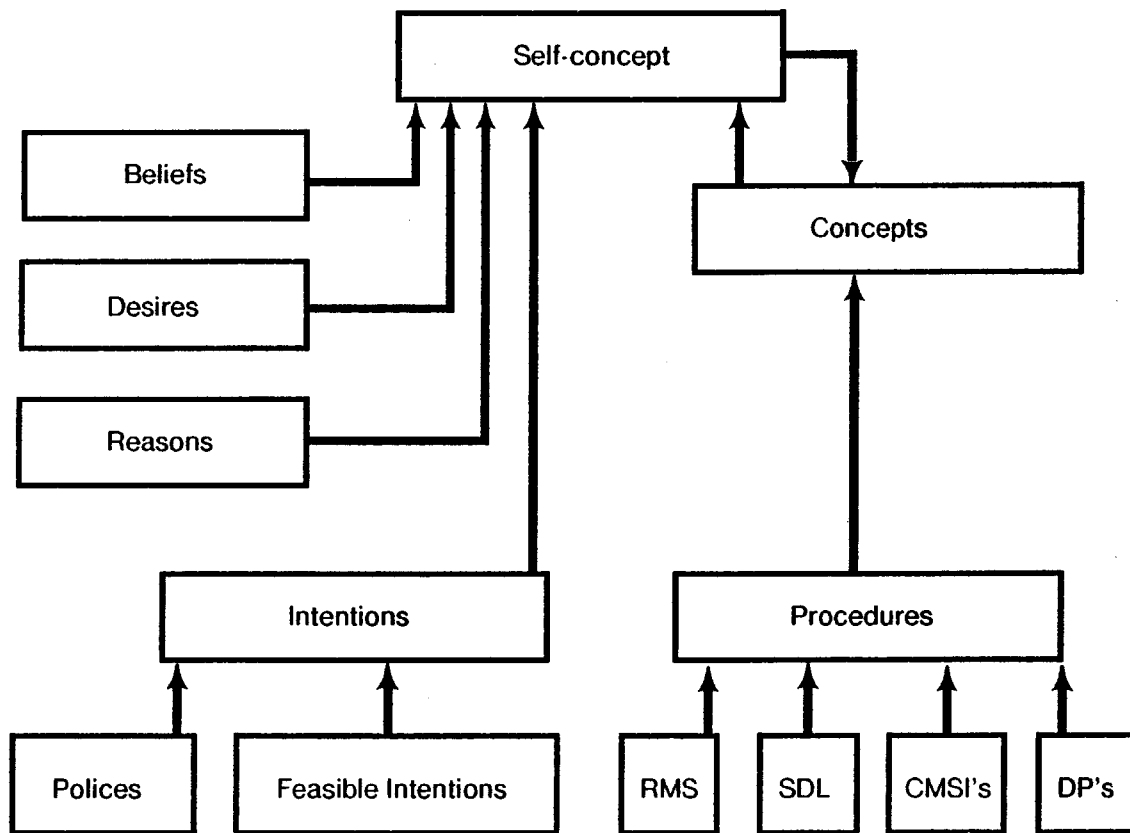 Self-concept
Beliefs
Concepts
Desires
Reasons
Intentions
Procedures
Polices
Feasible Intentions
RMS
SDL
CMSI's
DP's